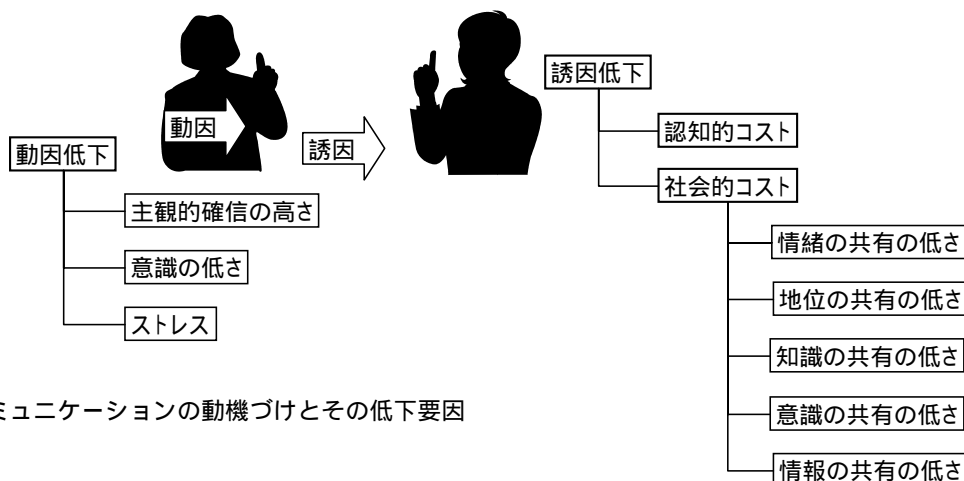 誘因低下
動因
認知的コスト
動因低下
誘因
社会的コスト
主観的確信の高さ
情緒の共有の低さ
意識の低さ
地位の共有の低さ
ストレス
知識の共有の低さ
ミュニケーションの動機づけとその低下要因
意識の共有の低さ
情報の共有の低さ